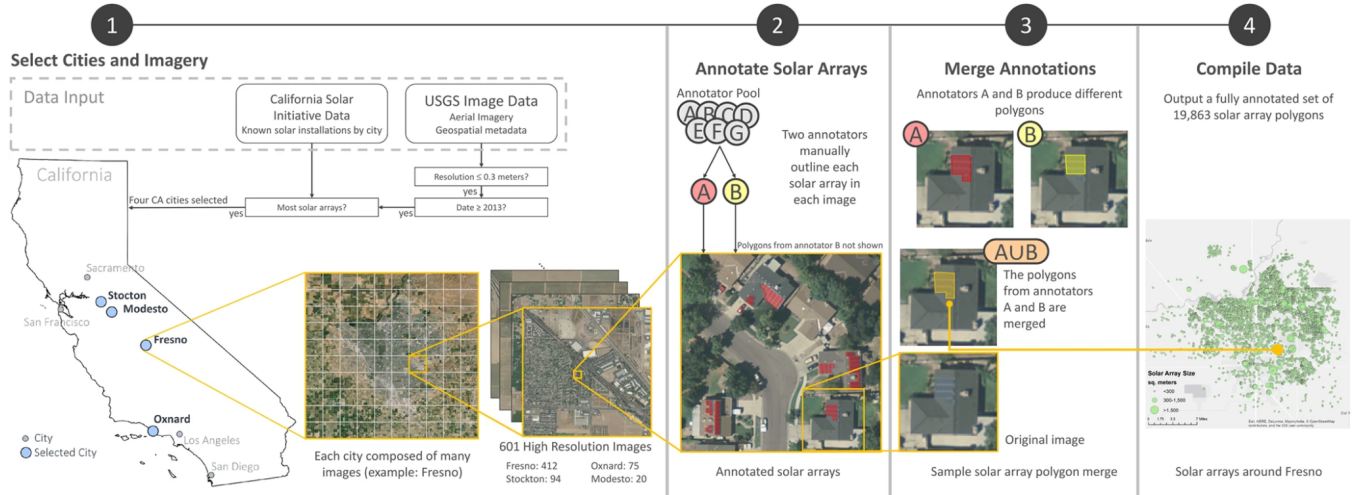 1
Select Cities and Imagery
Data Input
California Solar
Initiative Data
Known solar installations by city
USGS Image Data
Aerial Imagery
Geospatial metadata
Resolution ≤ 0.3 meters?
yes
Date ≥ 2013?
yes
Most solar arrays?
yes
Four CA cities selected
California
Sacramento
Stockton
Modesto
San Francisco
Fresno
Oxnard
Los Angeles
San Diego
City
Selected City
Each city composed of many
images (example: Fresno)
601 High Resolution Images
Fresno: 412 Oxnard: 75
Stockton: 94 Modesto: 20
2
Annotate Solar Arrays
Annotator Pool
A B C D
E F G
A B
Two annotators
manually
outline each
solar array in
each image
Polygons from annotator B not shown
Annotated solar arrays
3
Merge Annotations
Annotators A and B produce different
polygons
A B
AUB
The polygons
from annotators
A and B are
merged
Original image
Sample solar array polygon merge
4
Compile Data
Output a fully annotated set of
19,863 solar array polygons
Solar Array Size
sq. meters
<300
300-1,500
>1,500
Solar arrays around Fresno